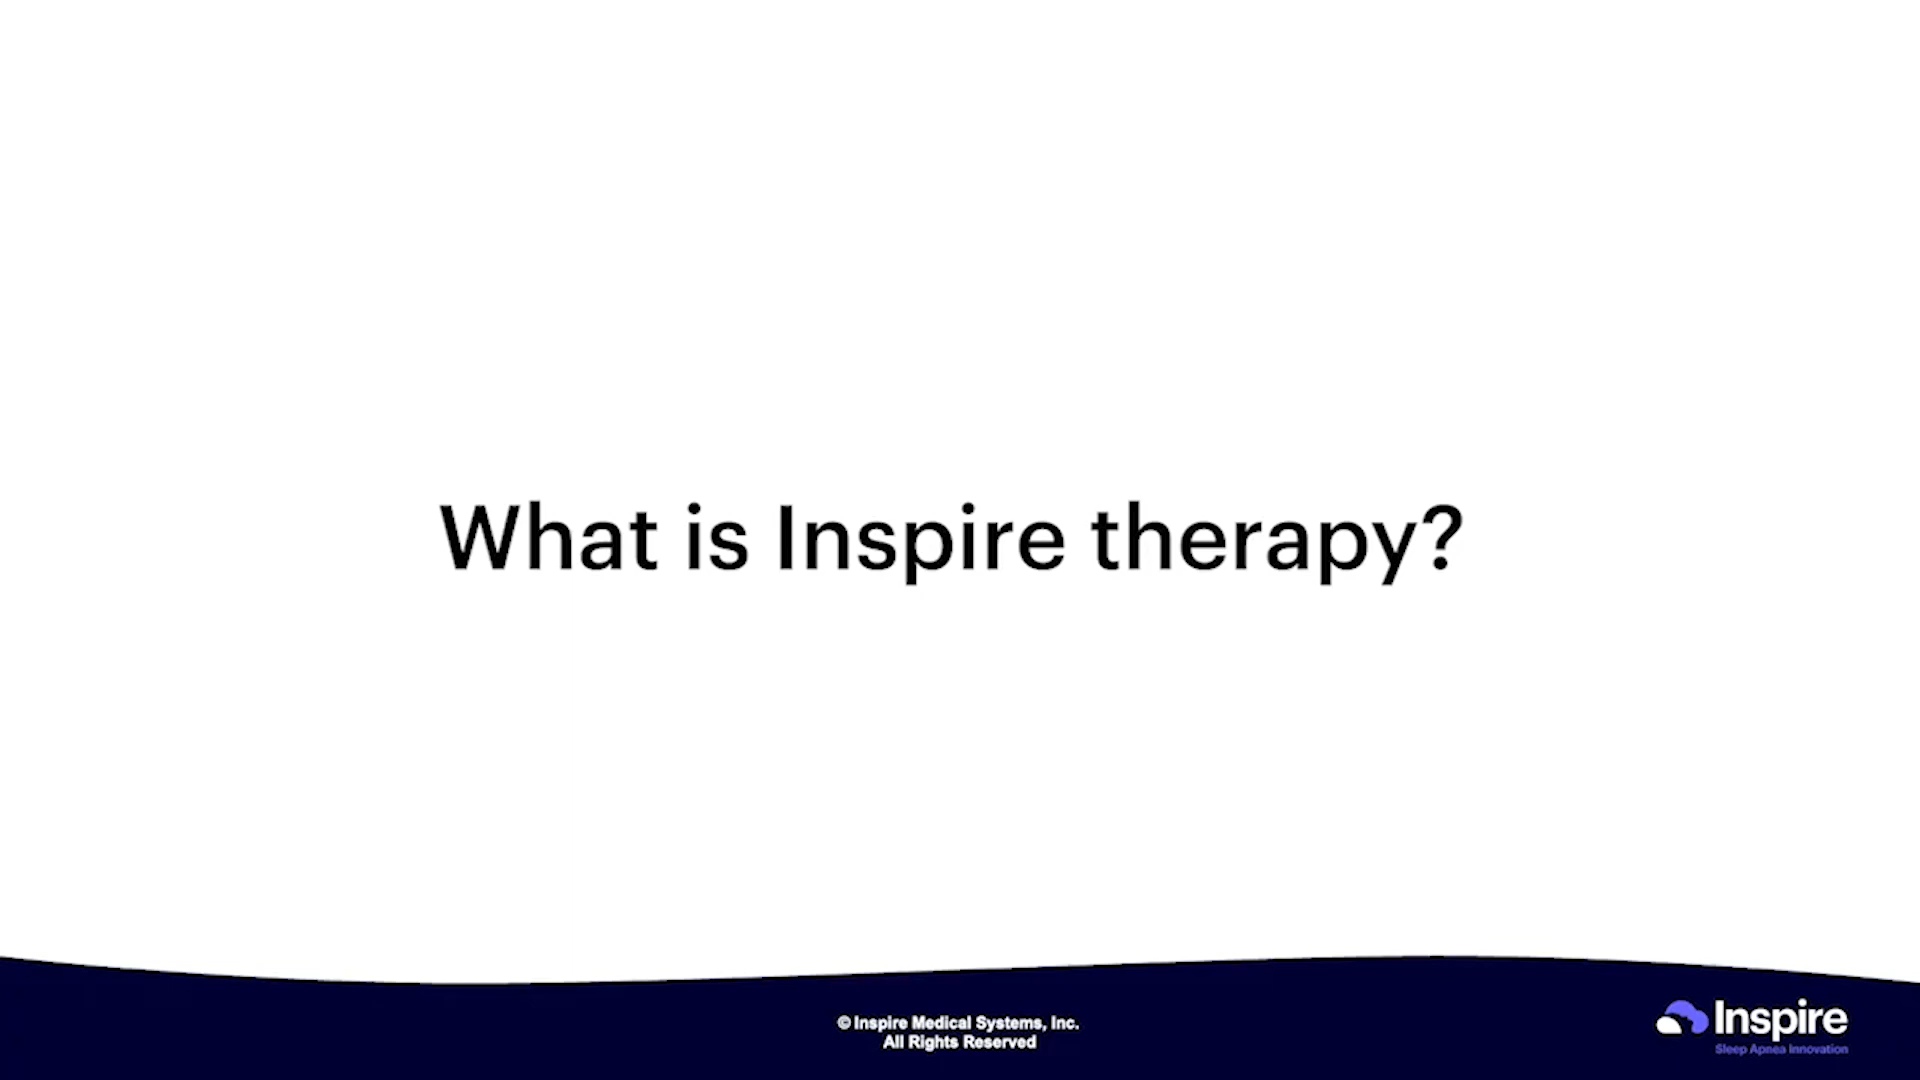 What is Inspire therapy?
© Inspire Medical Systems, Inc.
All Rights Reserved
Inspire
Sleep Apnea Innovation